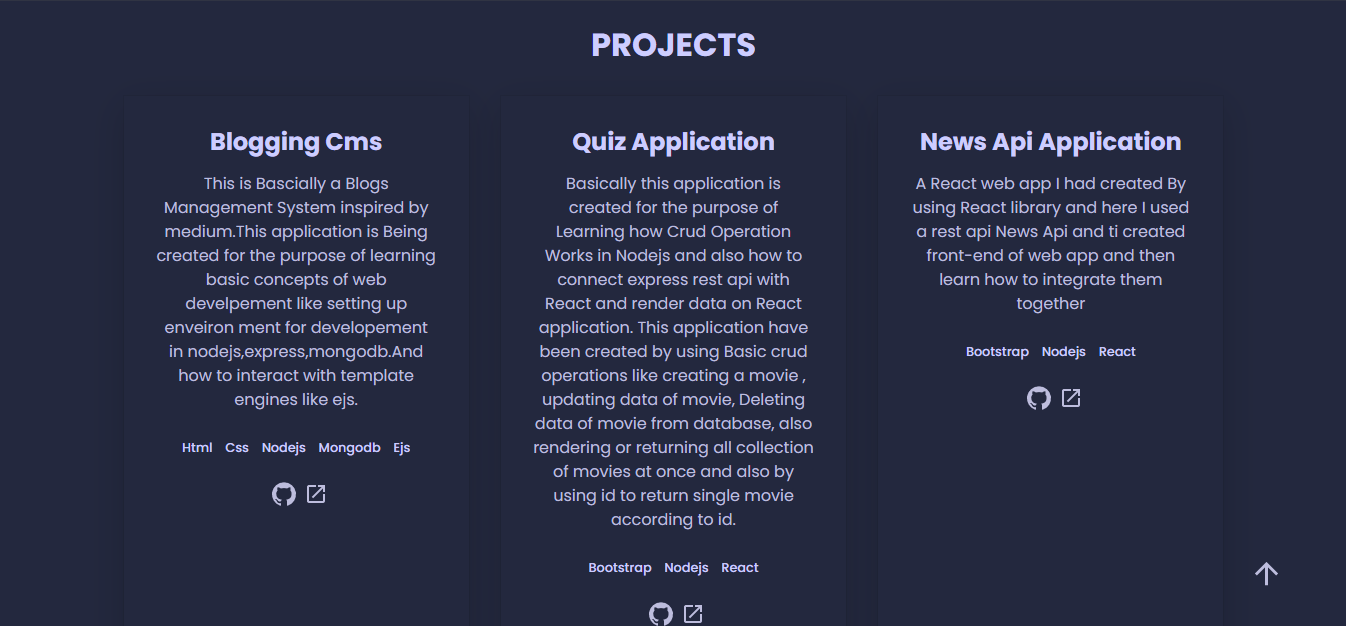 PROJECTS
Blogging Cms
This is Bascially a Blogs
Management System inspired by
medium.This application is Being
created for the purpose of learning
basic concepts of web
develpement like setting up
enveiron ment for developement
in nodejs,express,mongodb.And
how to interact with template
engines like ejs.
Html Css Nodejs Mongodb Ejs
Quiz Application
Basically this application is
created for the purpose of
Learning how Crud Operation
Works in Nodejs and also how to
connect express rest api with
React and render data on React
application. This application have
been created by using Basic crud
operations like creating a movie ,
updating data of movie, Deleting
data of movie from database, also
rendering or returning all collection
of movies at once and also by
using id to return single movie
according to id.
Bootstrap Nodejs React
News Api Application
A React web app I had created By
using React library and here I used
a rest api News Api and ti created
front-end of web app and then
learn how to integrate them
together
Bootstrap Nodejs React